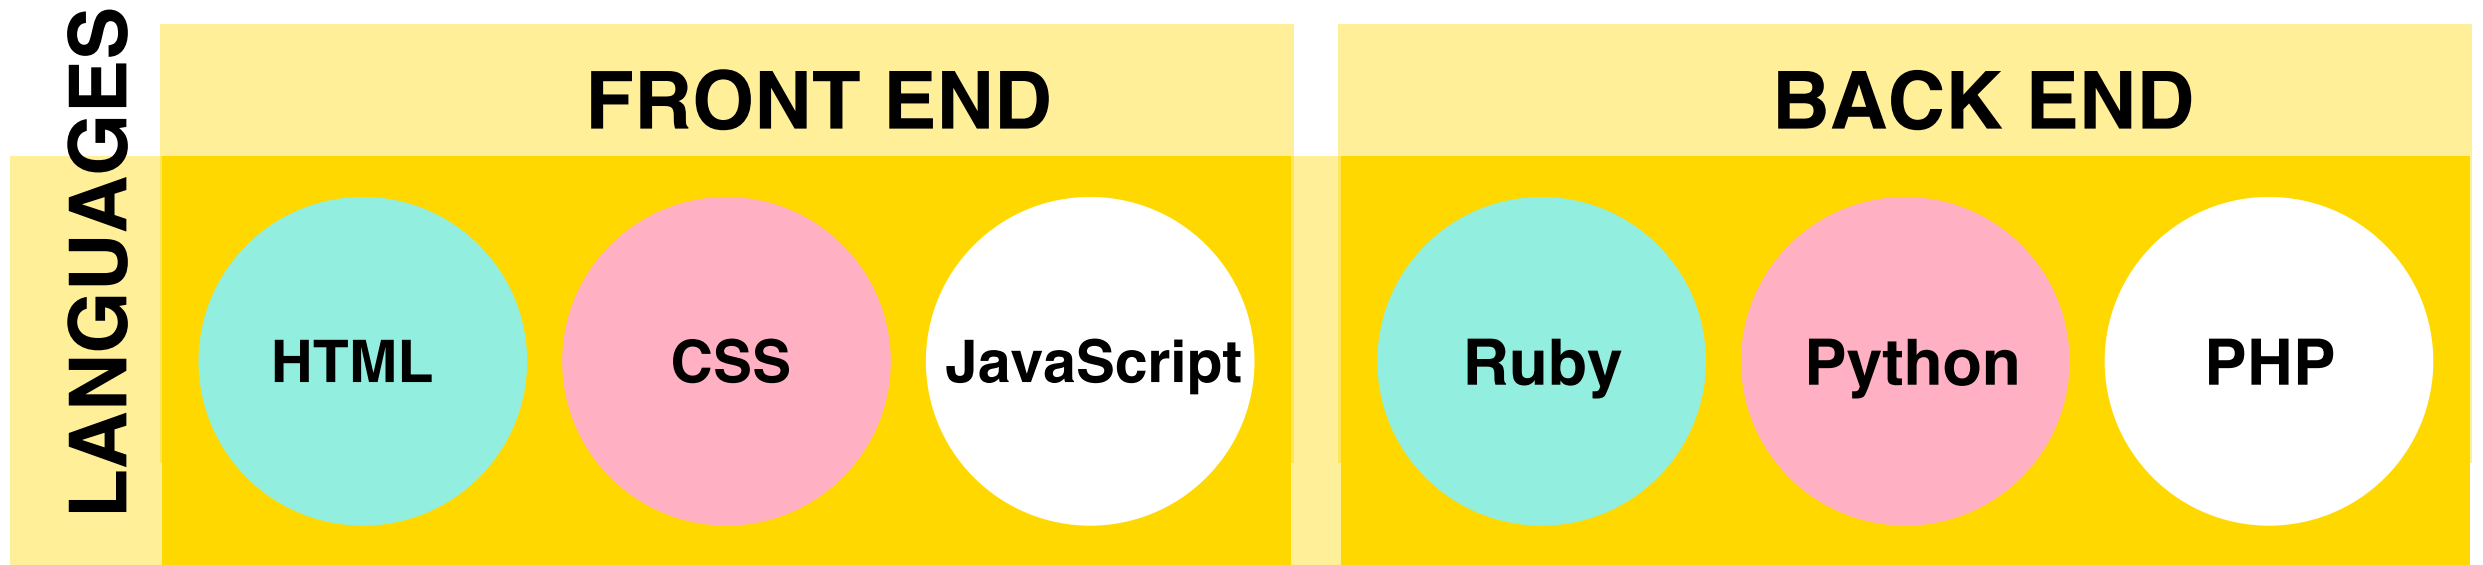 LANGUAGES
FRONT END
BACK END
HTML
CSS
JavaScript
Ruby
Python
PHP